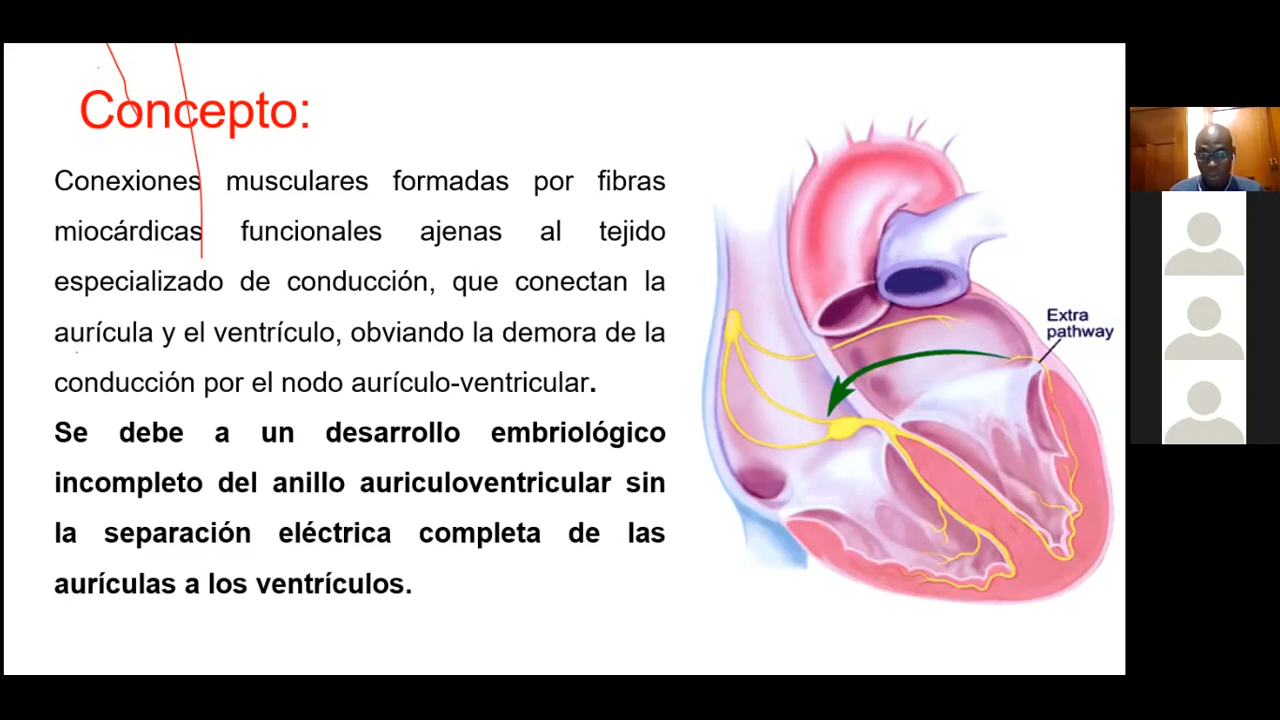 Concepto:
Conexiones musculares formadas por fibras
miocárdicas funcionales ajenas al tejido
especializado de conducción, que conectan la
aurícula y el ventrículo, obviando la demora de la
conducción por el nodo aurículo-ventricular.
Se debe a un desarrollo embriológico
incompleto del anillo auriculoventricular sin
la separación eléctrica completa de las
aurículas a los ventrículos.
Extra
pathway